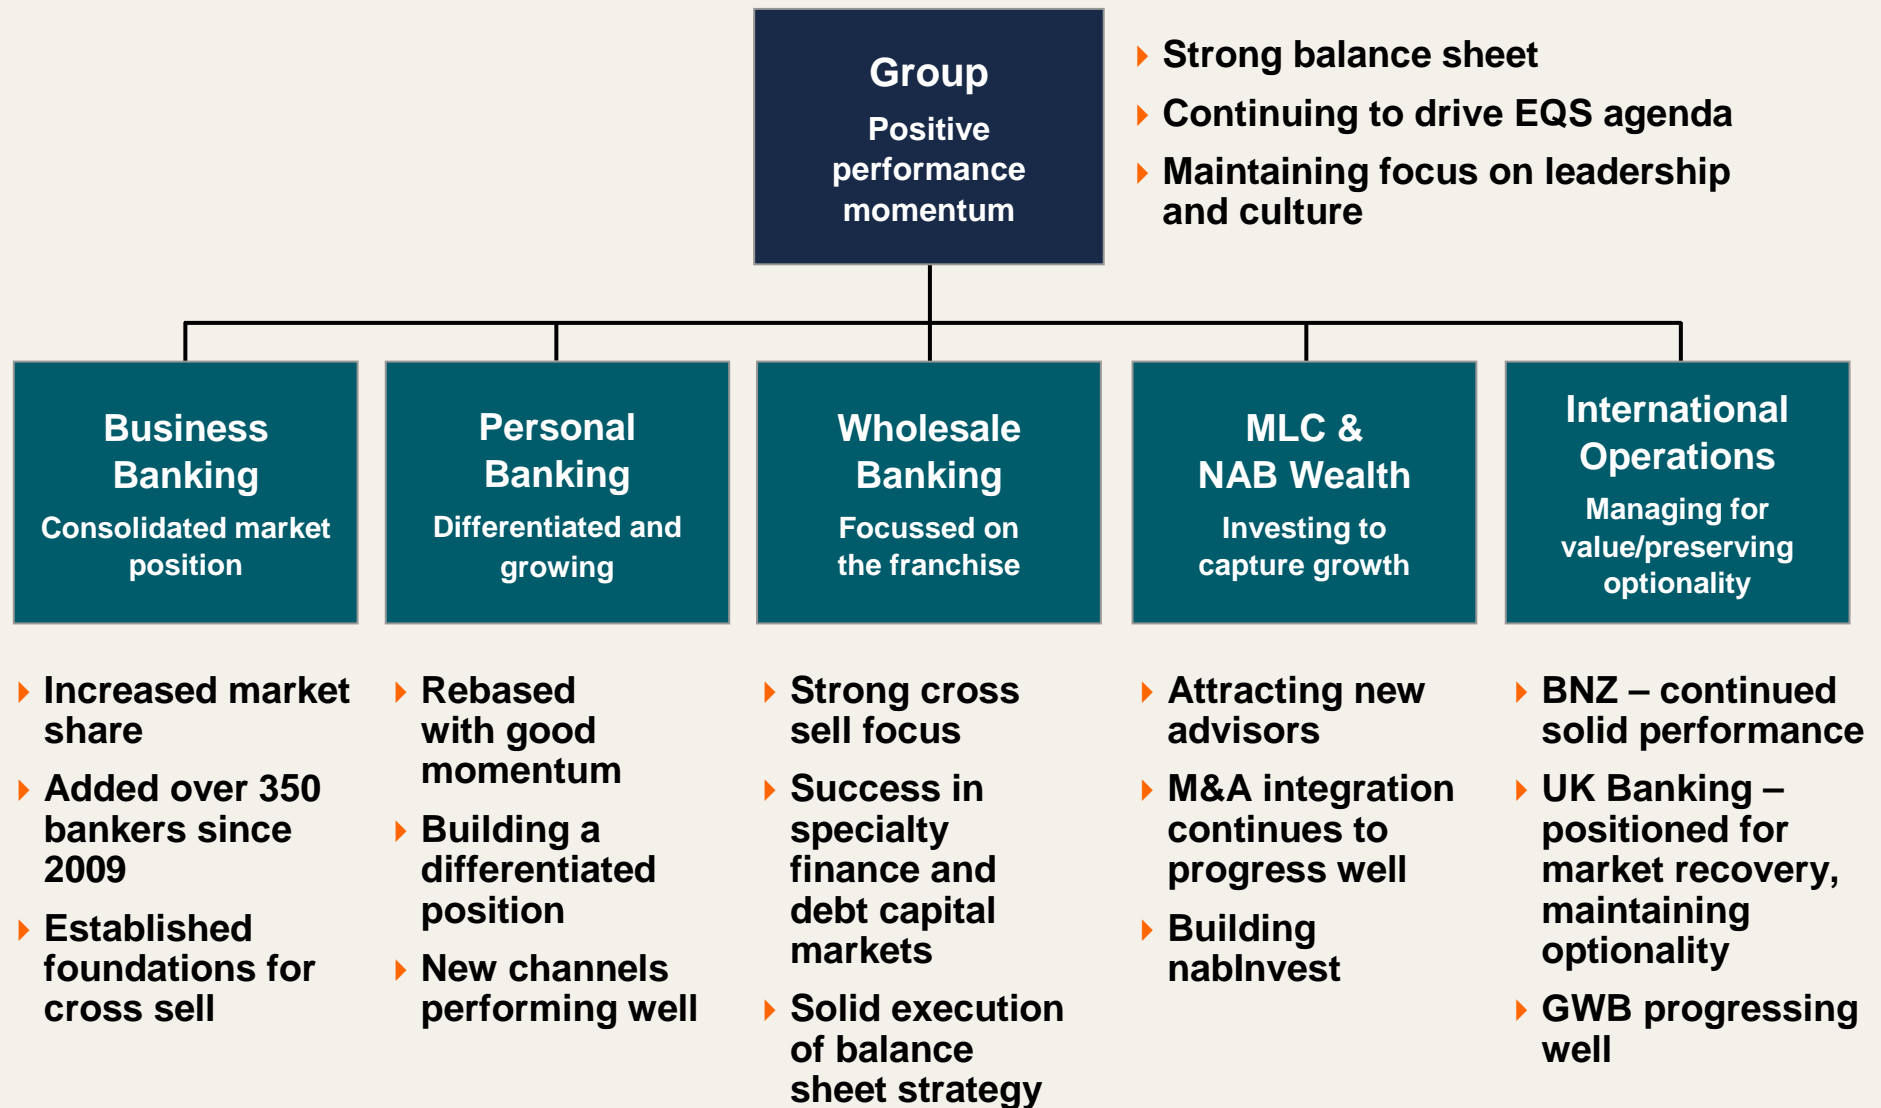 Group
Positive
performance
momentum
Strong balance sheet
Continuing to drive EQS agenda
Maintaining focus on leadership
and culture
Business
Banking
Consolidated market
position
Personal
Banking
Differentiated and
growing
Wholesale
Banking
Focussed on
the franchise
MLC &
NAB Wealth
Investing to
capture growth
International
Operations
Managing for
value/preserving
optionality
Increased market
share
Added over 350
bankers since
2009
Established
foundations for
cross sell
Rebased
with good
momentum
Building a
differentiated
position
New channels
performing well
Strong cross
sell focus
Success in
specialty
finance and
debt capital
markets
Solid execution
of balance
sheet strategy
Attracting new
advisors
M&A integration
continues to
progress well
Building
nabInvest
BNZ – continued
solid performance
UK Banking –
positioned for
market recovery,
maintaining
optionality
GWB progressing
well